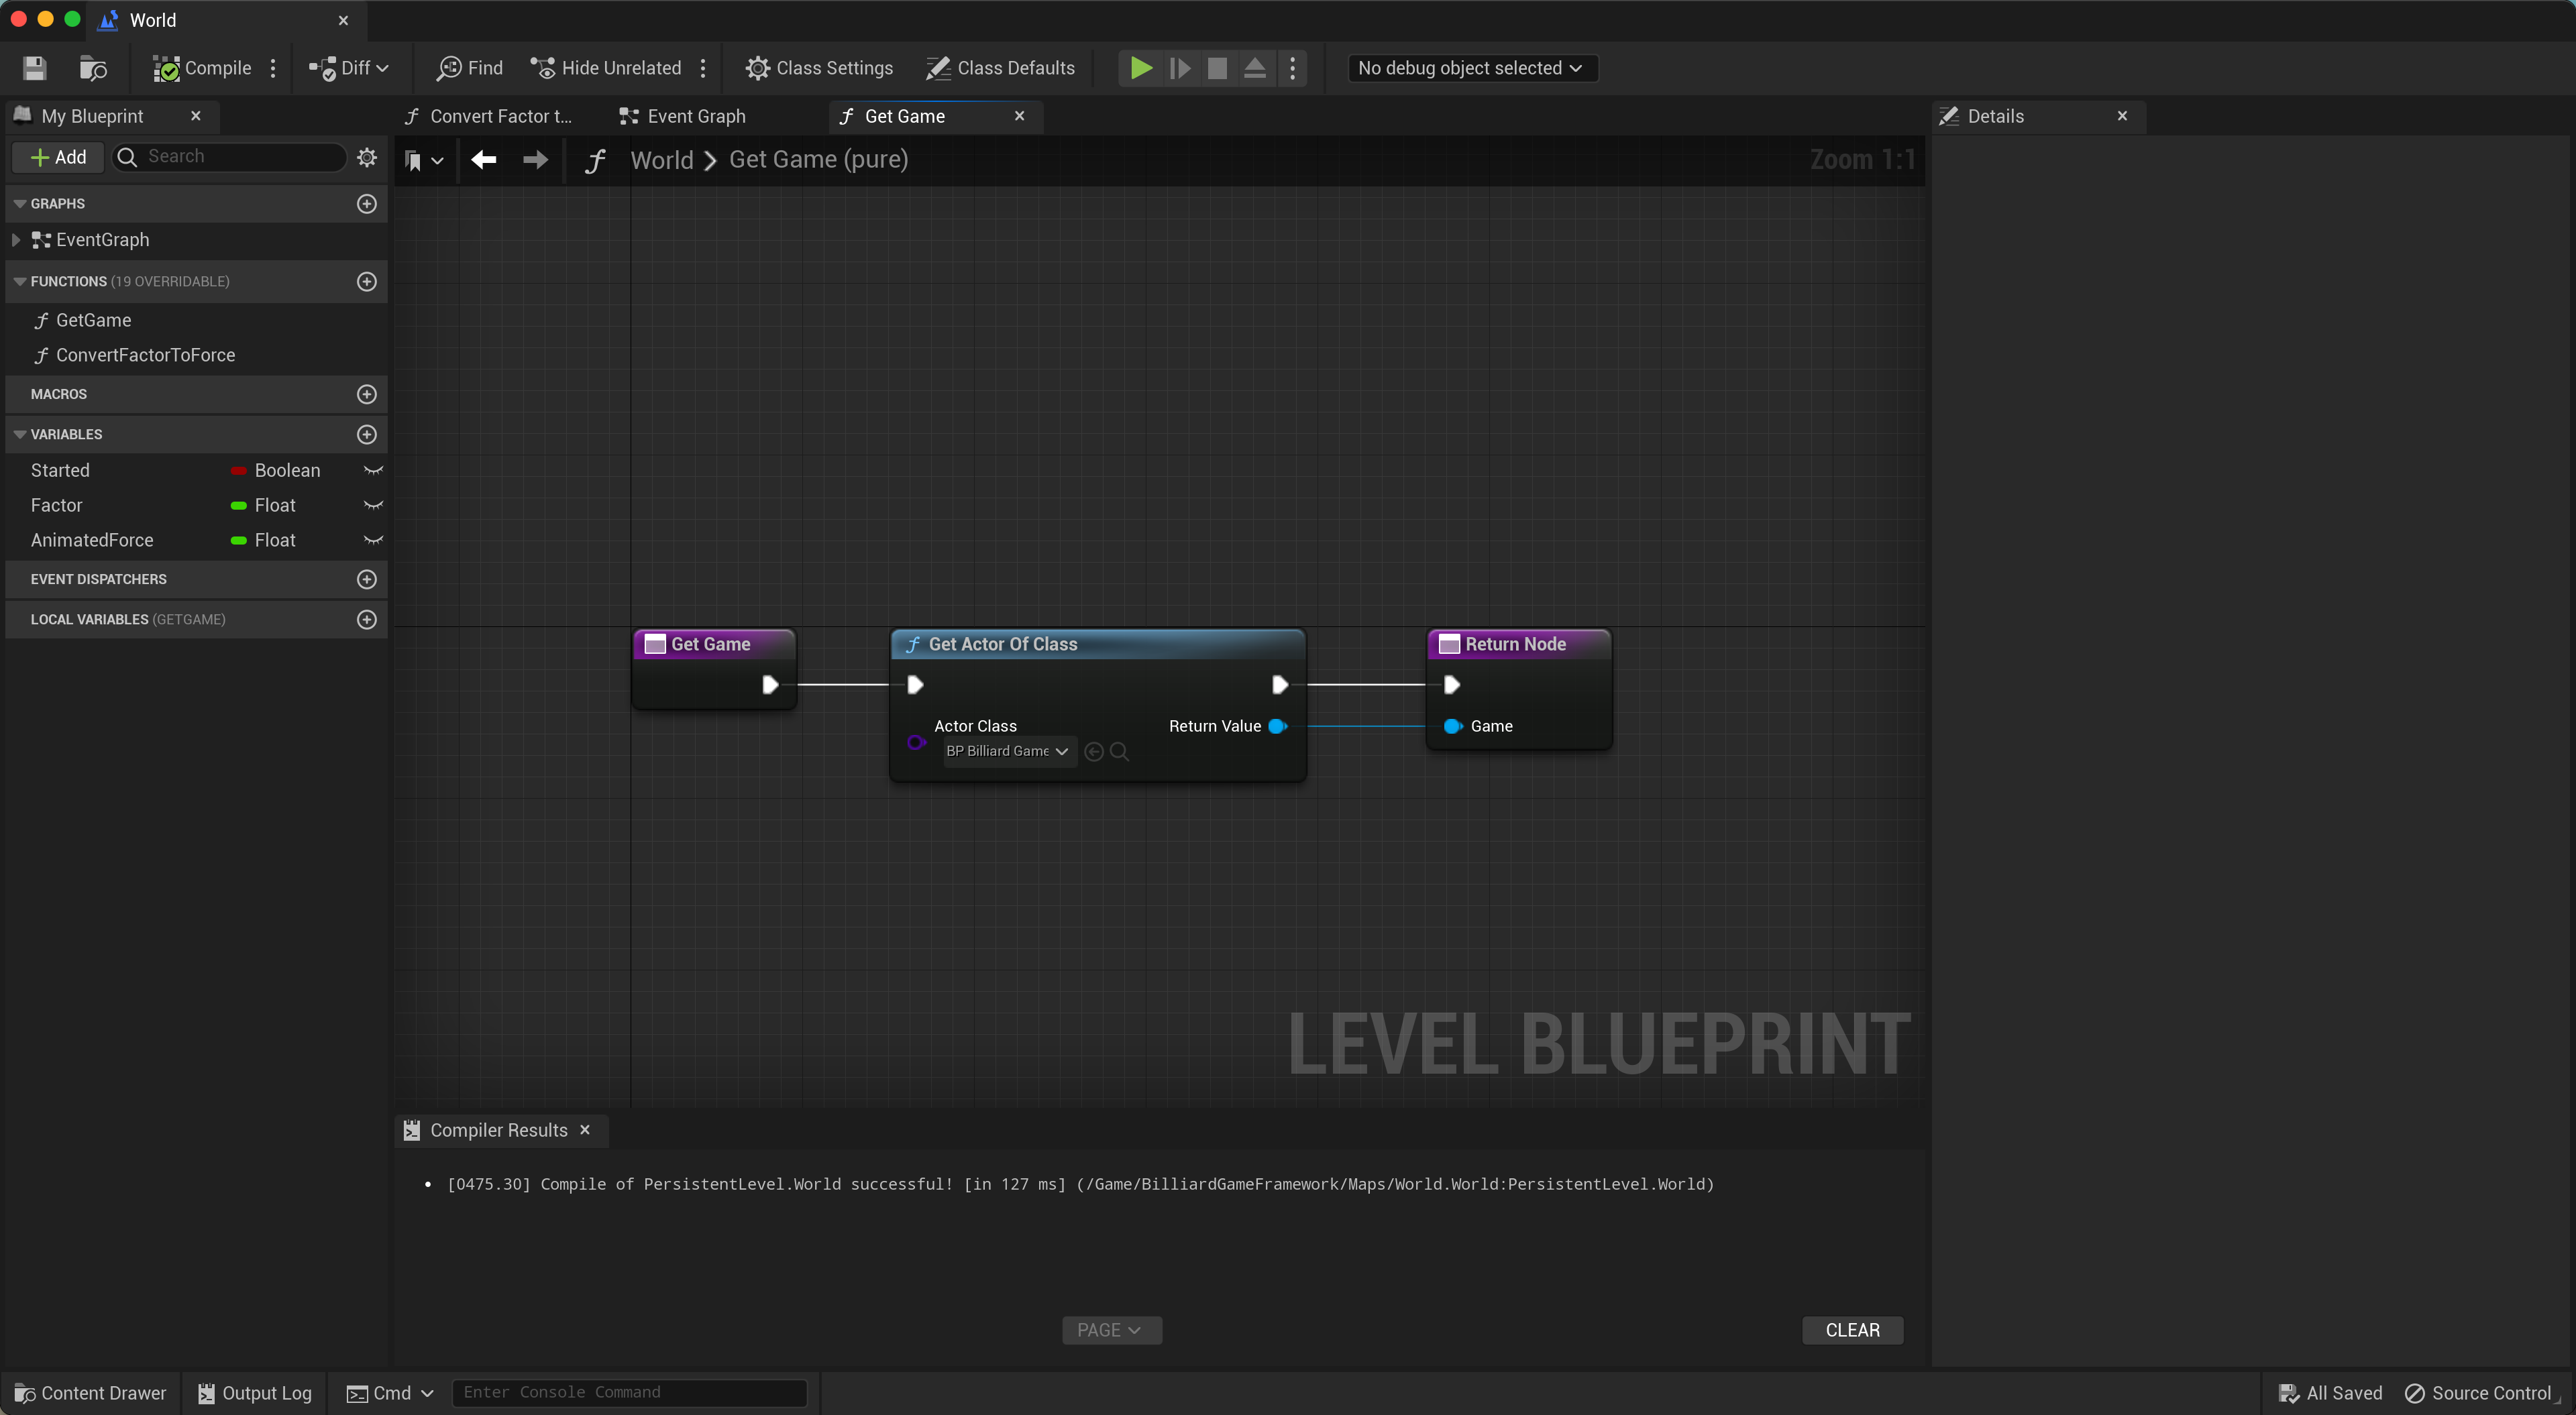 World
Compile
Diff
Find
Hide Unrelated
Class Settings
Class Defaults
No debug object selected
My Blueprint
Convert Factor t...
Event Graph
Get Game
Details
Add
Search
World
Get Game (pure)
Zoom 1:1
GRAPHS
EventGraph
FUNCTIONS (19 OVERRIDABLE)
GetGame
ConvertFactorToForce
MACROS
VARIABLES
Started Boolean
Factor Float
AnimatedForce Float
EVENT DISPATCHERS
LOCAL VARIABLES (GETGAME)
Get Game
Get Actor Of Class
Return Node
Actor Class
Return Value
Game
BP Billiard Game
LEVEL BLUEPRINT
Compiler Results
• [0475.30] Compile of PersistentLevel.World successful! [in 127 ms] (/Game/BilliardGameFramework/Maps/World.World:PersistentLevel.World)
PAGE
CLEAR
Content Drawer
Output Log
Cmd
Enter Console Command
All Saved
Source Control